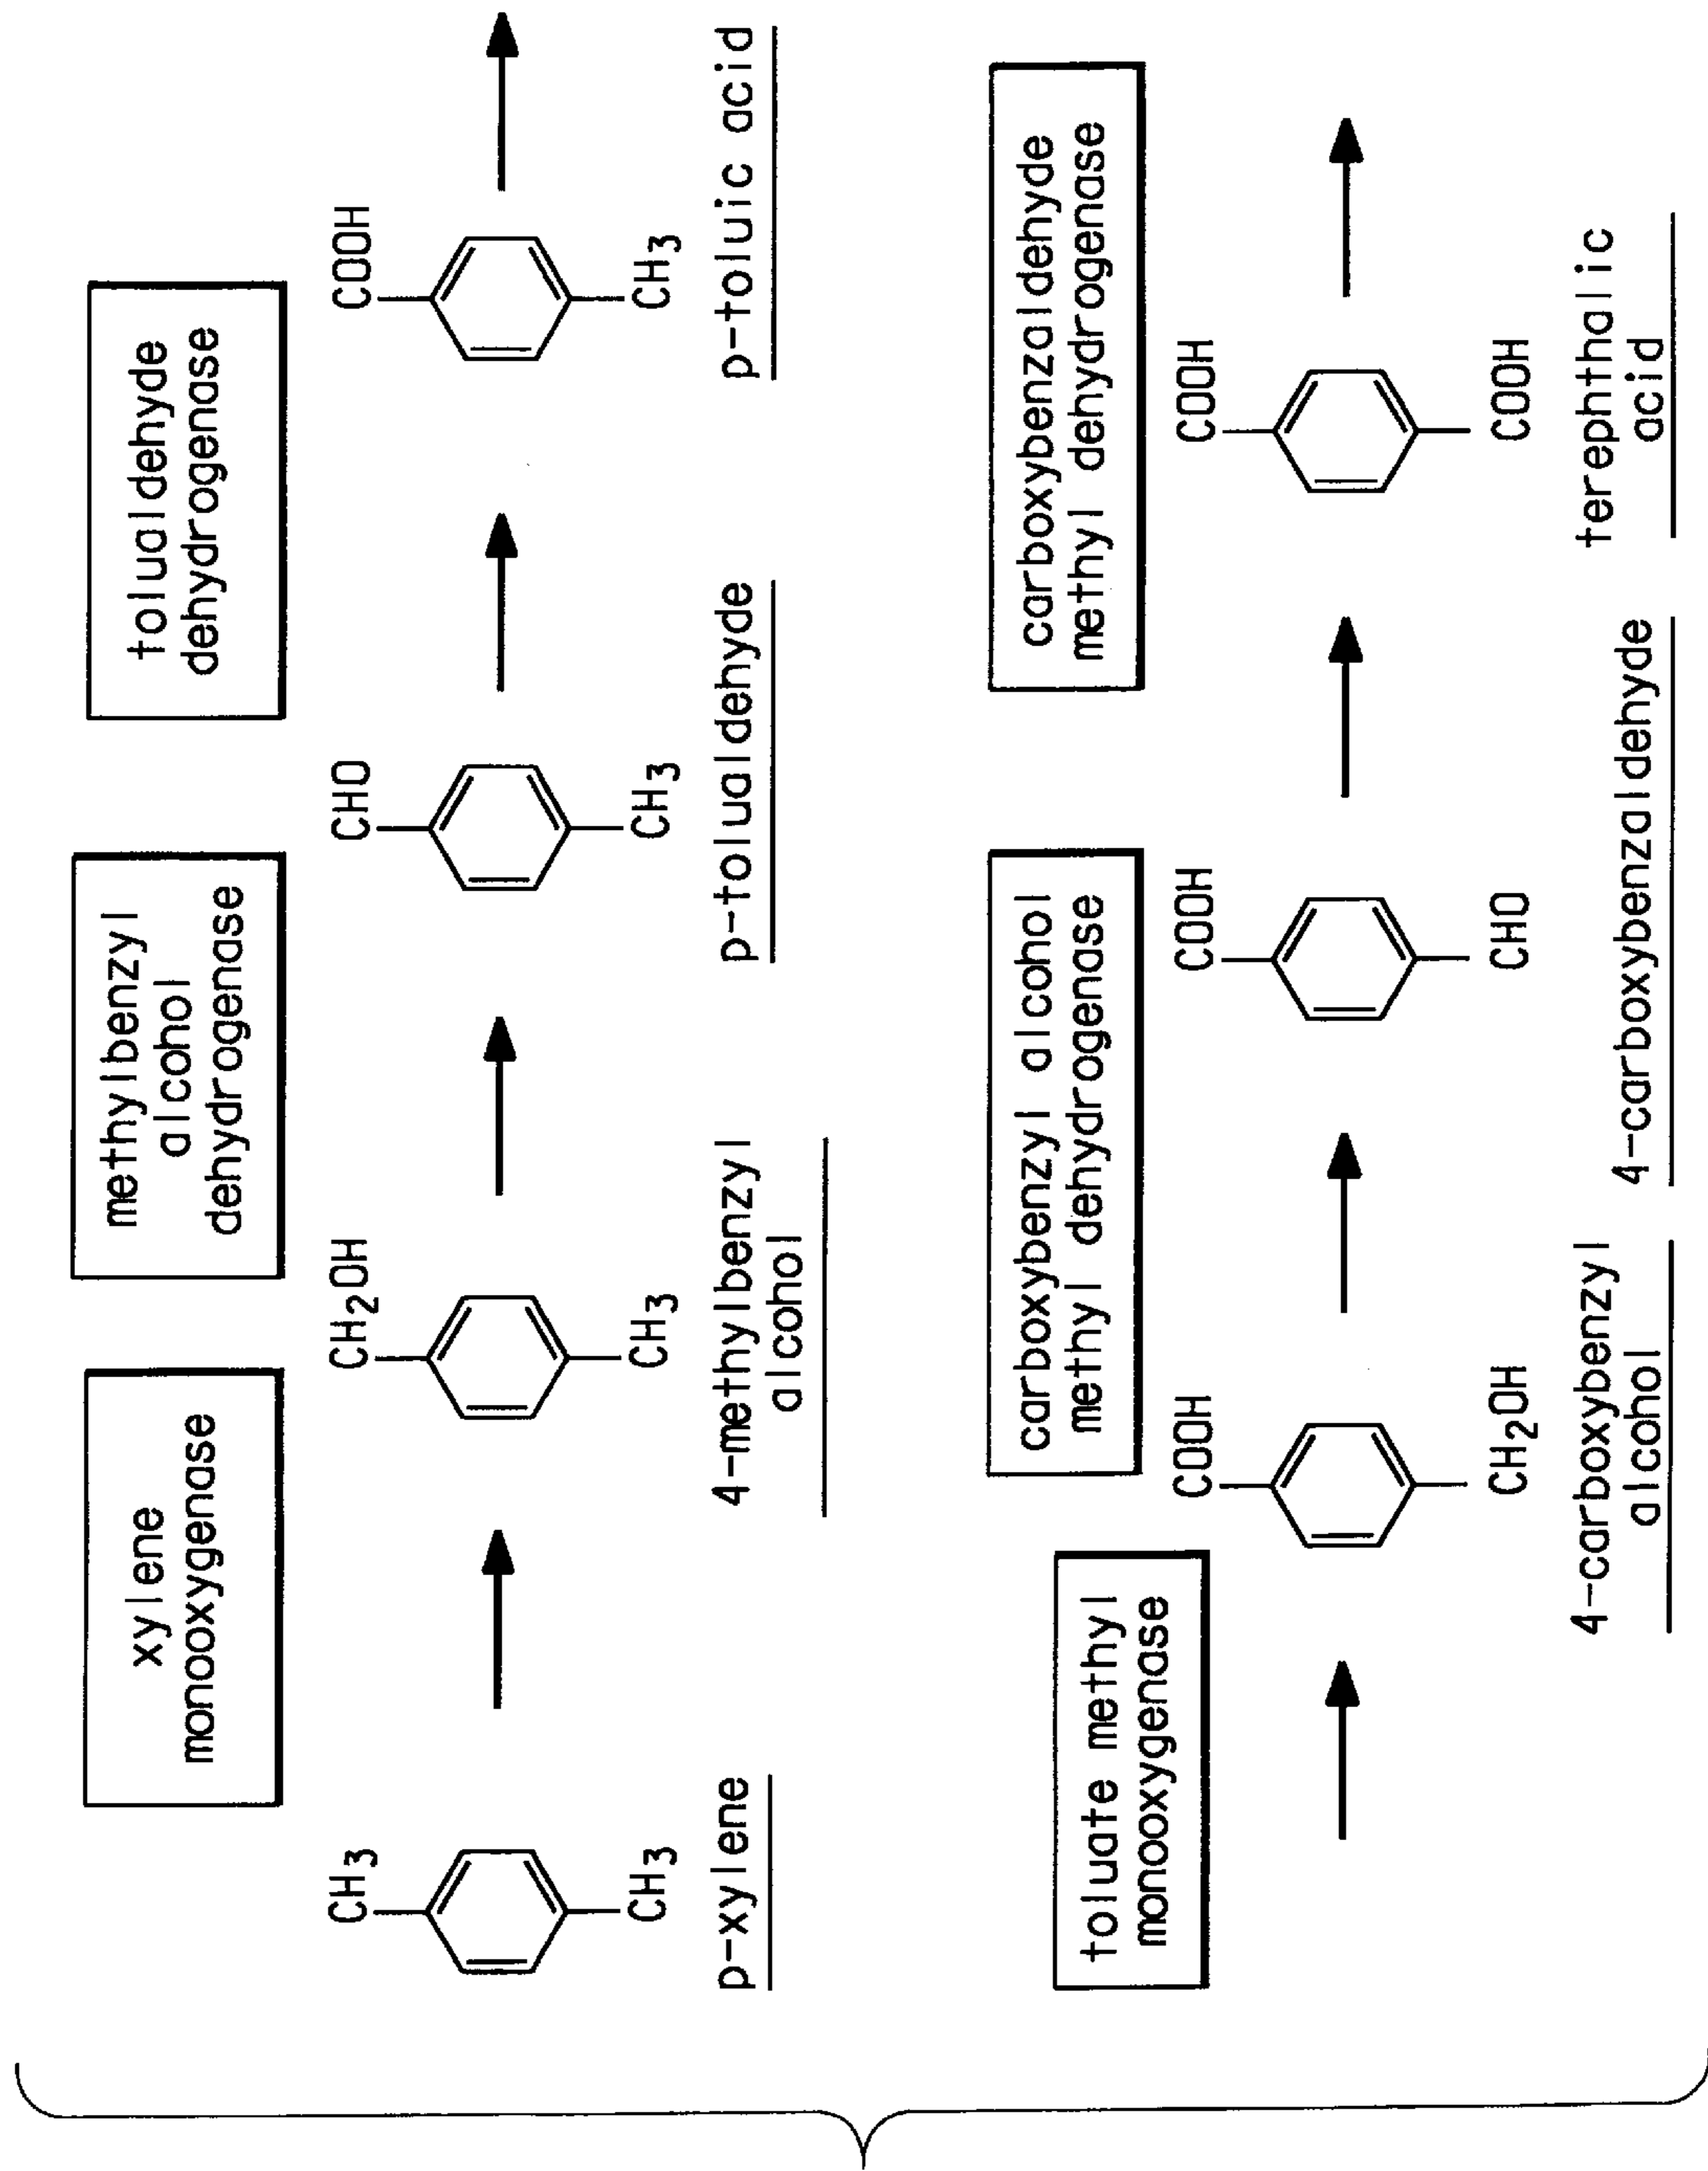 xylene
monooxygenase
methylbenzyl
alcohol
dehydrogenase
tolualdehyde
dehydrogenase
CH3
CH3
p-xylene
CH2OH
CH3
4-methylbenzyl
alcohol
CHO
CH3
p-tolualdehyde
COOH
CH3
p-toluic acid
toluate methyl
monooxygenase
carboxybenzyl alcohol
methyl dehydrogenase
carboxybenzaldehyde
methyl dehydrogenase
COOH
CH2OH
4-carboxybenzyl
alcohol
COOH
CHO
4-carboxybenzaldehyde
COOH
COOH
terephthalic
acid